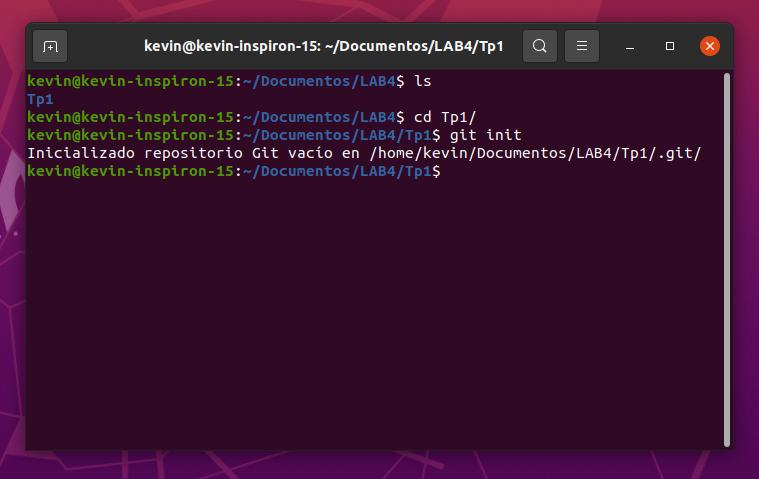 kevin@kevin-inspiron-15: ~/Documentos/LAB4/Tp1
kevin@kevin-inspiron-15:~/Documentos/LAB4$ ls
Tp1
kevin@kevin-inspiron-15:~/Documentos/LAB4$ cd Tp1/
kevin@kevin-inspiron-15:~/Documentos/LAB4/Tp1$ git init
Inicializado repositorio Git vacío en /home/kevin/Documentos/LAB4/Tp1/.git/
kevin@kevin-inspiron-15:~/Documentos/LAB4/Tp1$